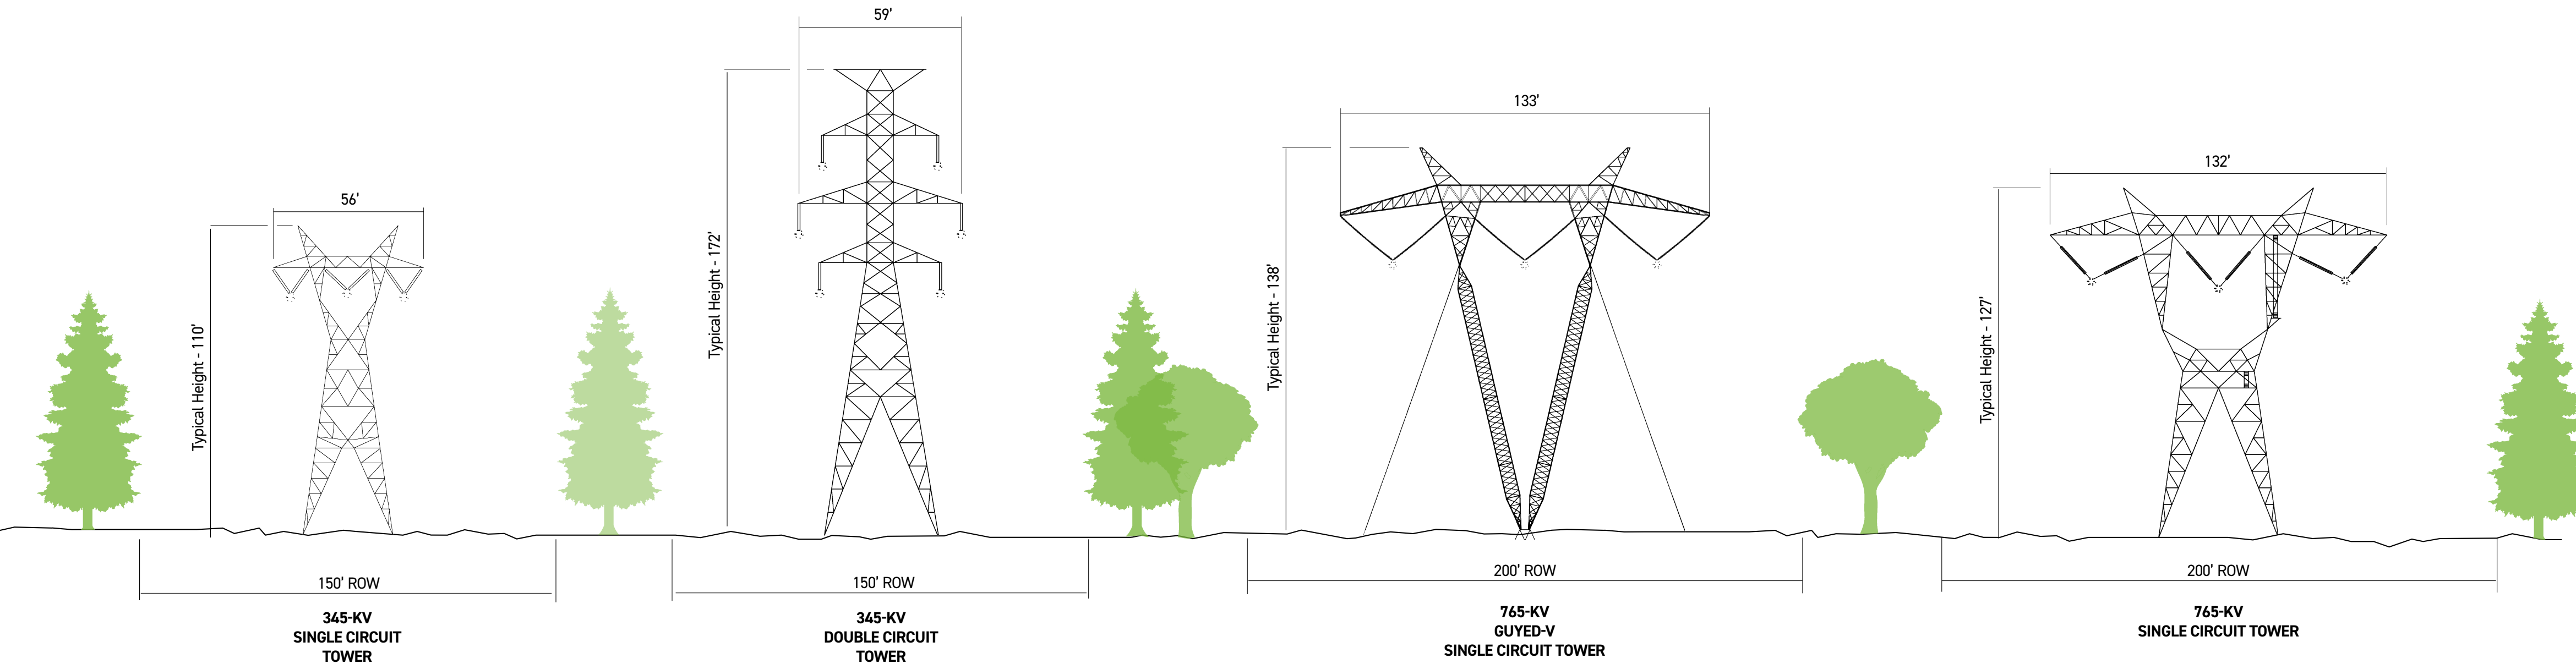 56’
Typical Height - 110’
150’ ROW
345-KV
SINGLE CIRCUIT
TOWER
59’
Typical Height - 172’
150’ ROW
345-KV
DOUBLE CIRCUIT
TOWER
133’
Typical Height - 138’
200’ ROW
765-KV
GUYED-V
SINGLE CIRCUIT TOWER
132’
Typical Height - 127’
200’ ROW
765-KV
SINGLE CIRCUIT TOWER